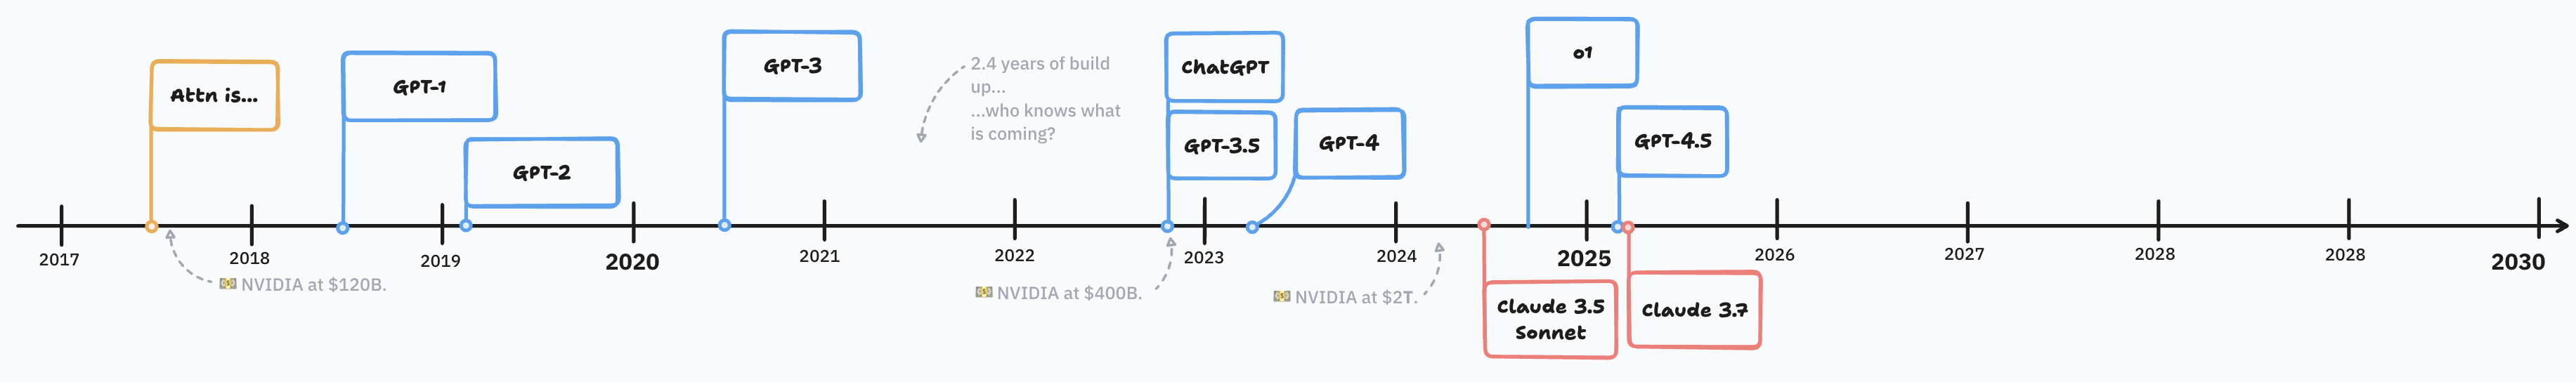 Attn is...
GPT-1
GPT-2
GPT-3
2.4 years of build
up...
...who knows what
is coming?
ChatGPT
GPT-3.5
GPT-4
o1
GPT-4.5
2017
2018
2019
2020
2021
2022
2023
2024
2025
2026
2027
2028
2028
2030
💵 NVIDIA at $120B.
💵 NVIDIA at $400B.
💵 NVIDIA at $2T.
Claude 3.5
Sonnet
Claude 3.7